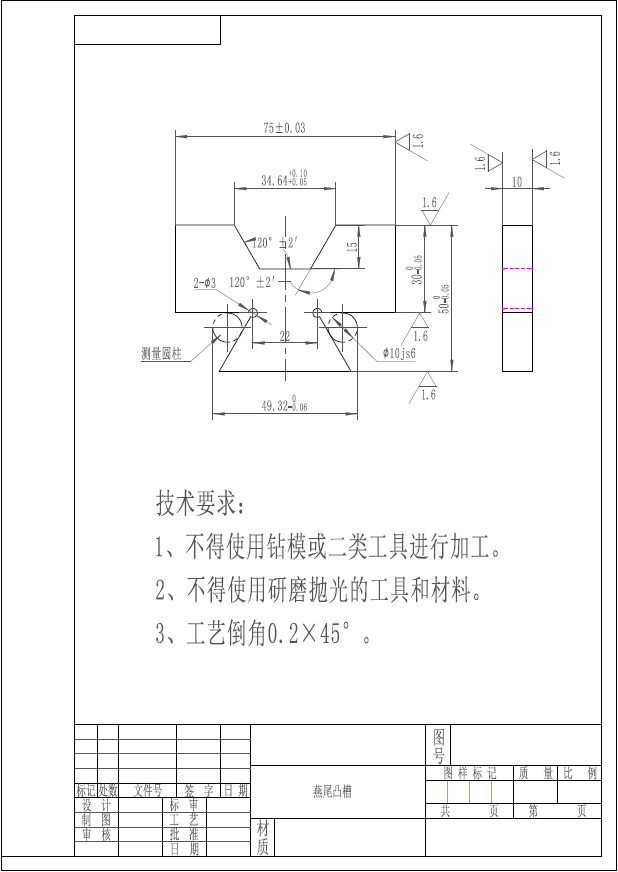 75±0.03
1.6
1.6
1.6
34.64+0.10+0.05
10
1.6
120°±2′
15
30 0-0.05
50 0-0.05
2-ϕ3
120°±2′
22
1.6
测量圆柱
ϕ10js6
1.6
49.32 0-0.06
技术要求:
1、不得使用钻模或二类工具进行加工。
2、不得使用研磨抛光的工具和材料。
3、工艺倒角0.2×45°。
图号
图样标记 质量 比例
标记 处数 文件号 签字 日期
燕尾凸槽
设计 标审
共 页 第 页
制图 工艺
材质
审核 批准
日期